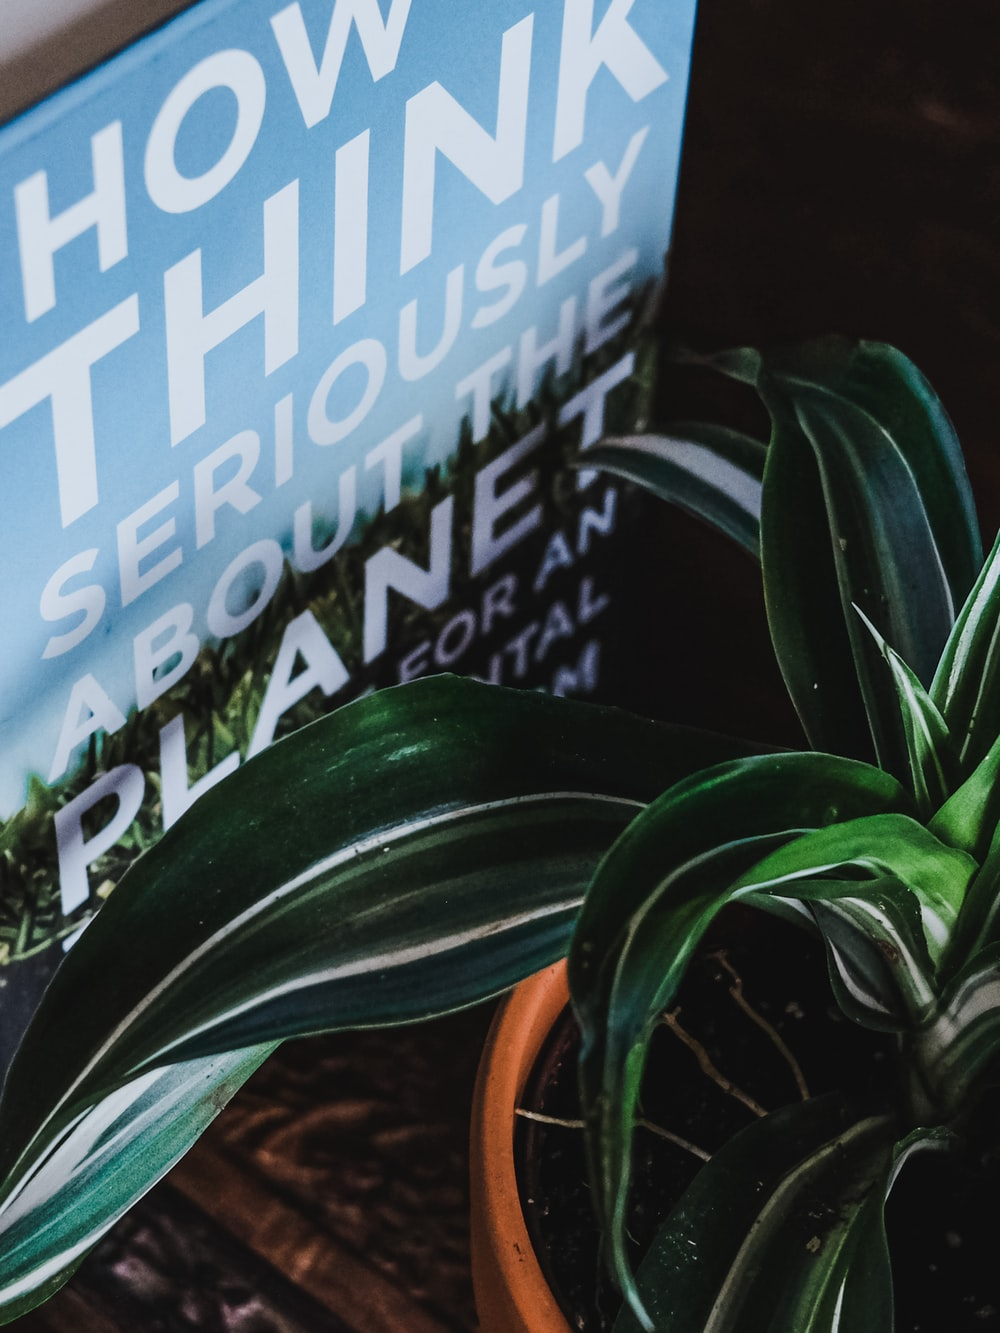 HOW
THINK
SERIOUSLY
ABOUT THE
PLANET
FOR AN